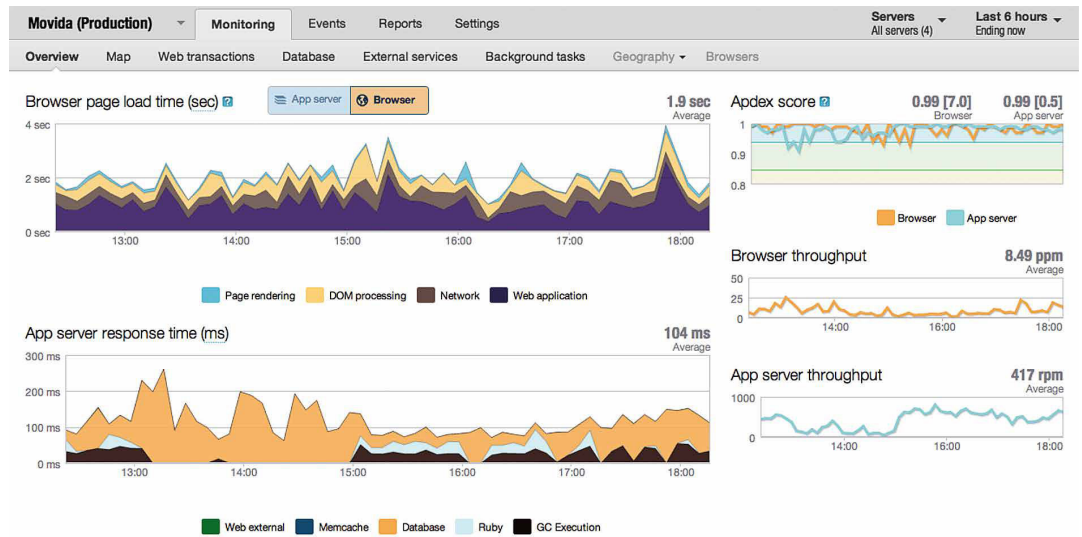 Movida (Production) Monitoring Events Reports Settings Servers Last 6 hours
All servers (4) Ending now
Overview Map Web transactions Database External services Background tasks Geography Browsers
Browser page load time (sec) ? App server Browser 1.9 sec
Average
4 sec
2 sec
0 sec
13:00 14:00 15:00 16:00 17:00 18:00
Page rendering DOM processing Network Web application
App server response time (ms) 104 ms
Average
300 ms
200 ms
100 ms
0 ms
13:00 14:00 15:00 16:00 17:00 18:00
Web external Memcache Database Ruby GC Execution
Apdex score ? 0.99 [7.0] 0.99 [0.5]
Browser App server
1
0.9
0.8
Browser App server
Browser throughput 8.49 ppm
Average
50
25
0
14:00 16:00 18:00
App server throughput 417 rpm
Average
1000
0
14:00 16:00 18:00